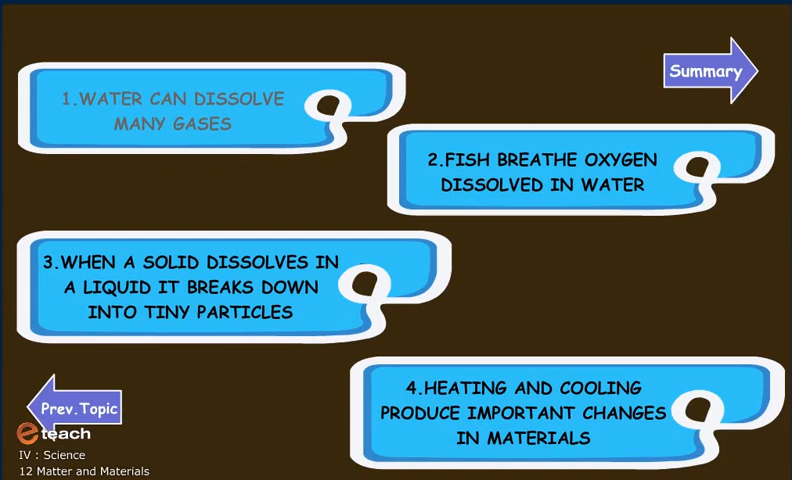 Summary
1.WATER CAN DISSOLVE
MANY GASES
2.FISH BREATHE OXYGEN
DISSOLVED IN WATER
3.WHEN A SOLID DISSOLVES IN
A LIQUID IT BREAKS DOWN
INTO TINY PARTICLES
4.HEATING AND COOLING
PRODUCE IMPORTANT CHANGES
IN MATERIALS
Prev.Topic
eteach
IV : Science
12 Matter and Materials